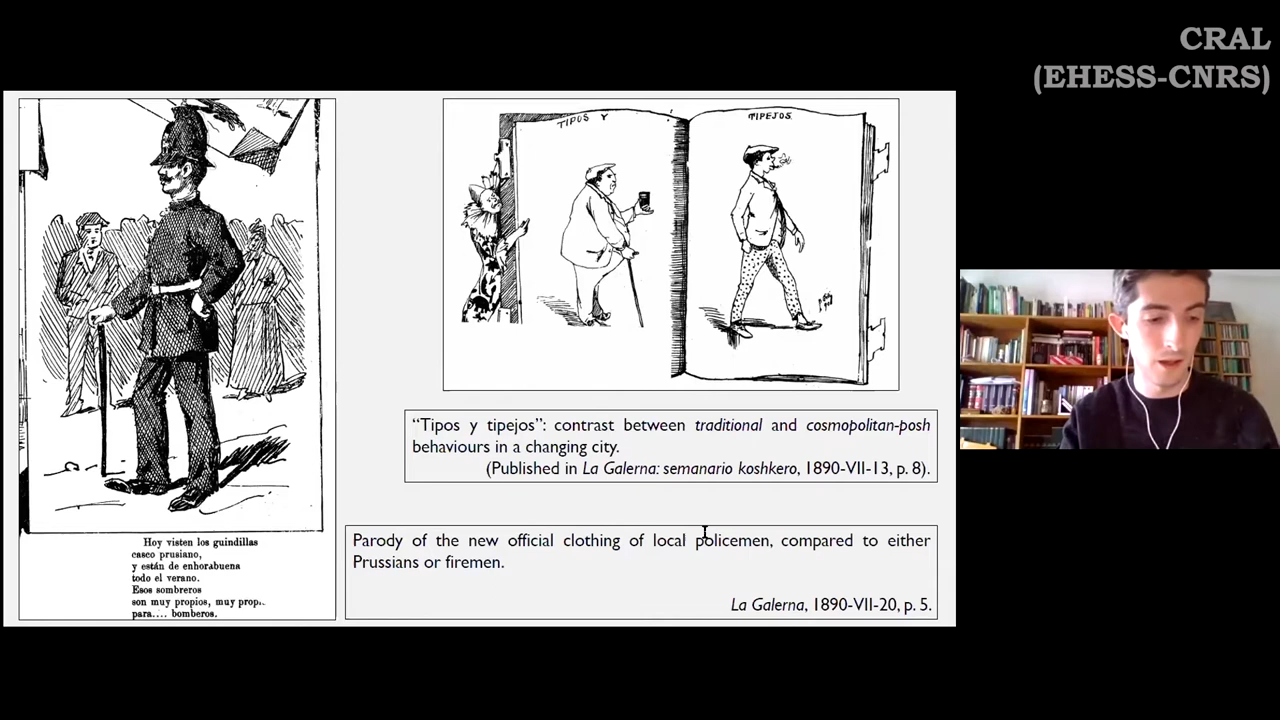 CRAL
(EHESS-CNRS)
TIPOS Y
TIPEJOS
"Tipos y tipejos": contrast between traditional and cosmopolitan-posh
behaviours in a changing city.
(Published in La Galerna: semanario koshkero, 1890-VII-13, p. 8).
Hoy visten los guindillas
casco prusiano,
y están de enhorabuena
todo el verano.
Esos sombreros
son muy propios, muy prop..
para.... bomberos.
Parody of the new official clothing of local policemen, compared to either
Prussians or firemen.
La Galerna, 1890-VII-20, p. 5.